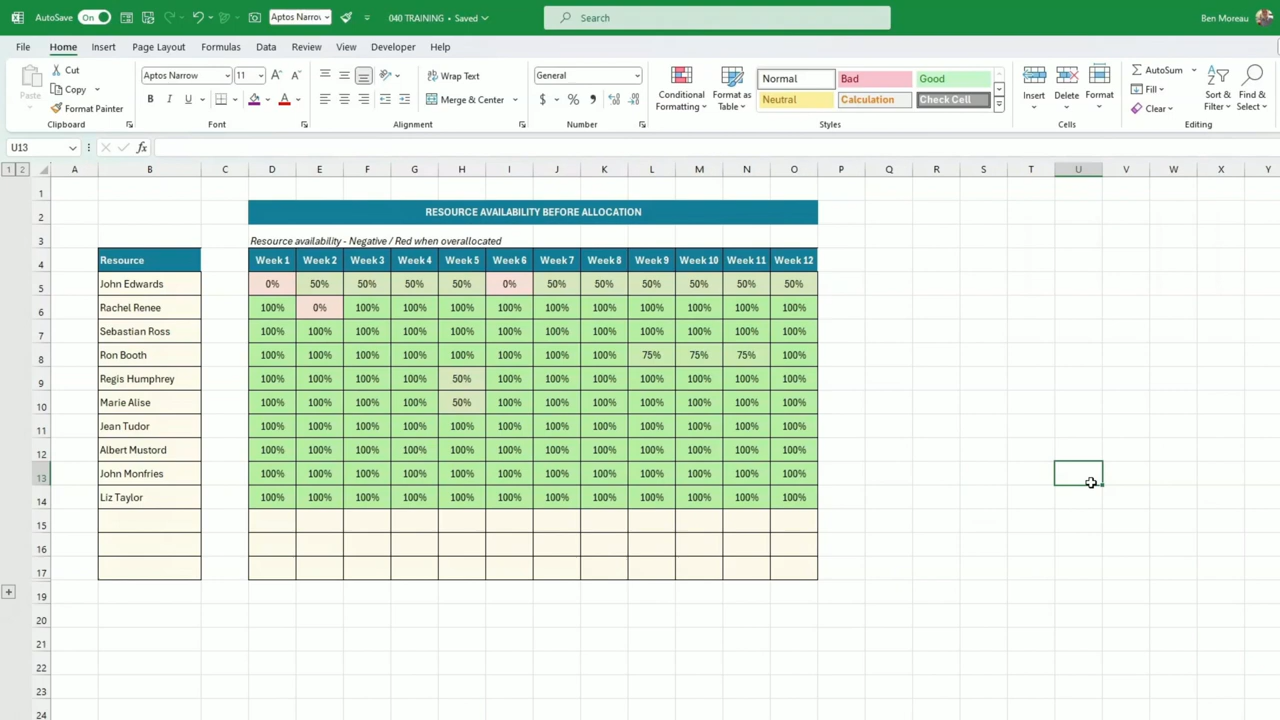 AutoSave On Aptos Narrow 040 TRAINING • Saved Search Ben Moreau
File Home Insert Page Layout Formulas Data Review View Developer Help
Paste Cut Copy Format Painter Clipboard
Aptos Narrow 11 A A B I U A Font
Wrap Text Merge & Center Alignment
General $ % , Number
Conditional Formatting Format as Table Normal Bad Good Neutral Calculation Check Cell Styles
Insert Delete Format Cells
AutoSum Fill Clear Sort & Filter Find & Select Editing
U13 fx
1 2 A B C D E F G H I J K L M N O P Q R S T U V W X Y
1
2 RESOURCE AVAILABILITY BEFORE ALLOCATION
3 Resource availability - Negative / Red when overallocated
4 Resource Week 1 Week 2 Week 3 Week 4 Week 5 Week 6 Week 7 Week 8 Week 9 Week 10 Week 11 Week 12
5 John Edwards 0% 50% 50% 50% 50% 0% 50% 50% 50% 50% 50% 50%
6 Rachel Renee 100% 0% 100% 100% 100% 100% 100% 100% 100% 100% 100% 100%
7 Sebastian Ross 100% 100% 100% 100% 100% 100% 100% 100% 100% 100% 100% 100%
8 Ron Booth 100% 100% 100% 100% 100% 100% 100% 100% 75% 75% 75% 100%
9 Regis Humphrey 100% 100% 100% 100% 50% 100% 100% 100% 100% 100% 100% 100%
10 Marie Alise 100% 100% 100% 100% 50% 100% 100% 100% 100% 100% 100% 100%
11 Jean Tudor 100% 100% 100% 100% 100% 100% 100% 100% 100% 100% 100% 100%
12 Albert Mustord 100% 100% 100% 100% 100% 100% 100% 100% 100% 100% 100% 100%
13 John Monfries 100% 100% 100% 100% 100% 100% 100% 100% 100% 100% 100% 100%
14 Liz Taylor 100% 100% 100% 100% 100% 100% 100% 100% 100% 100% 100% 100%
15
16
17
19
20
21
22
23
24